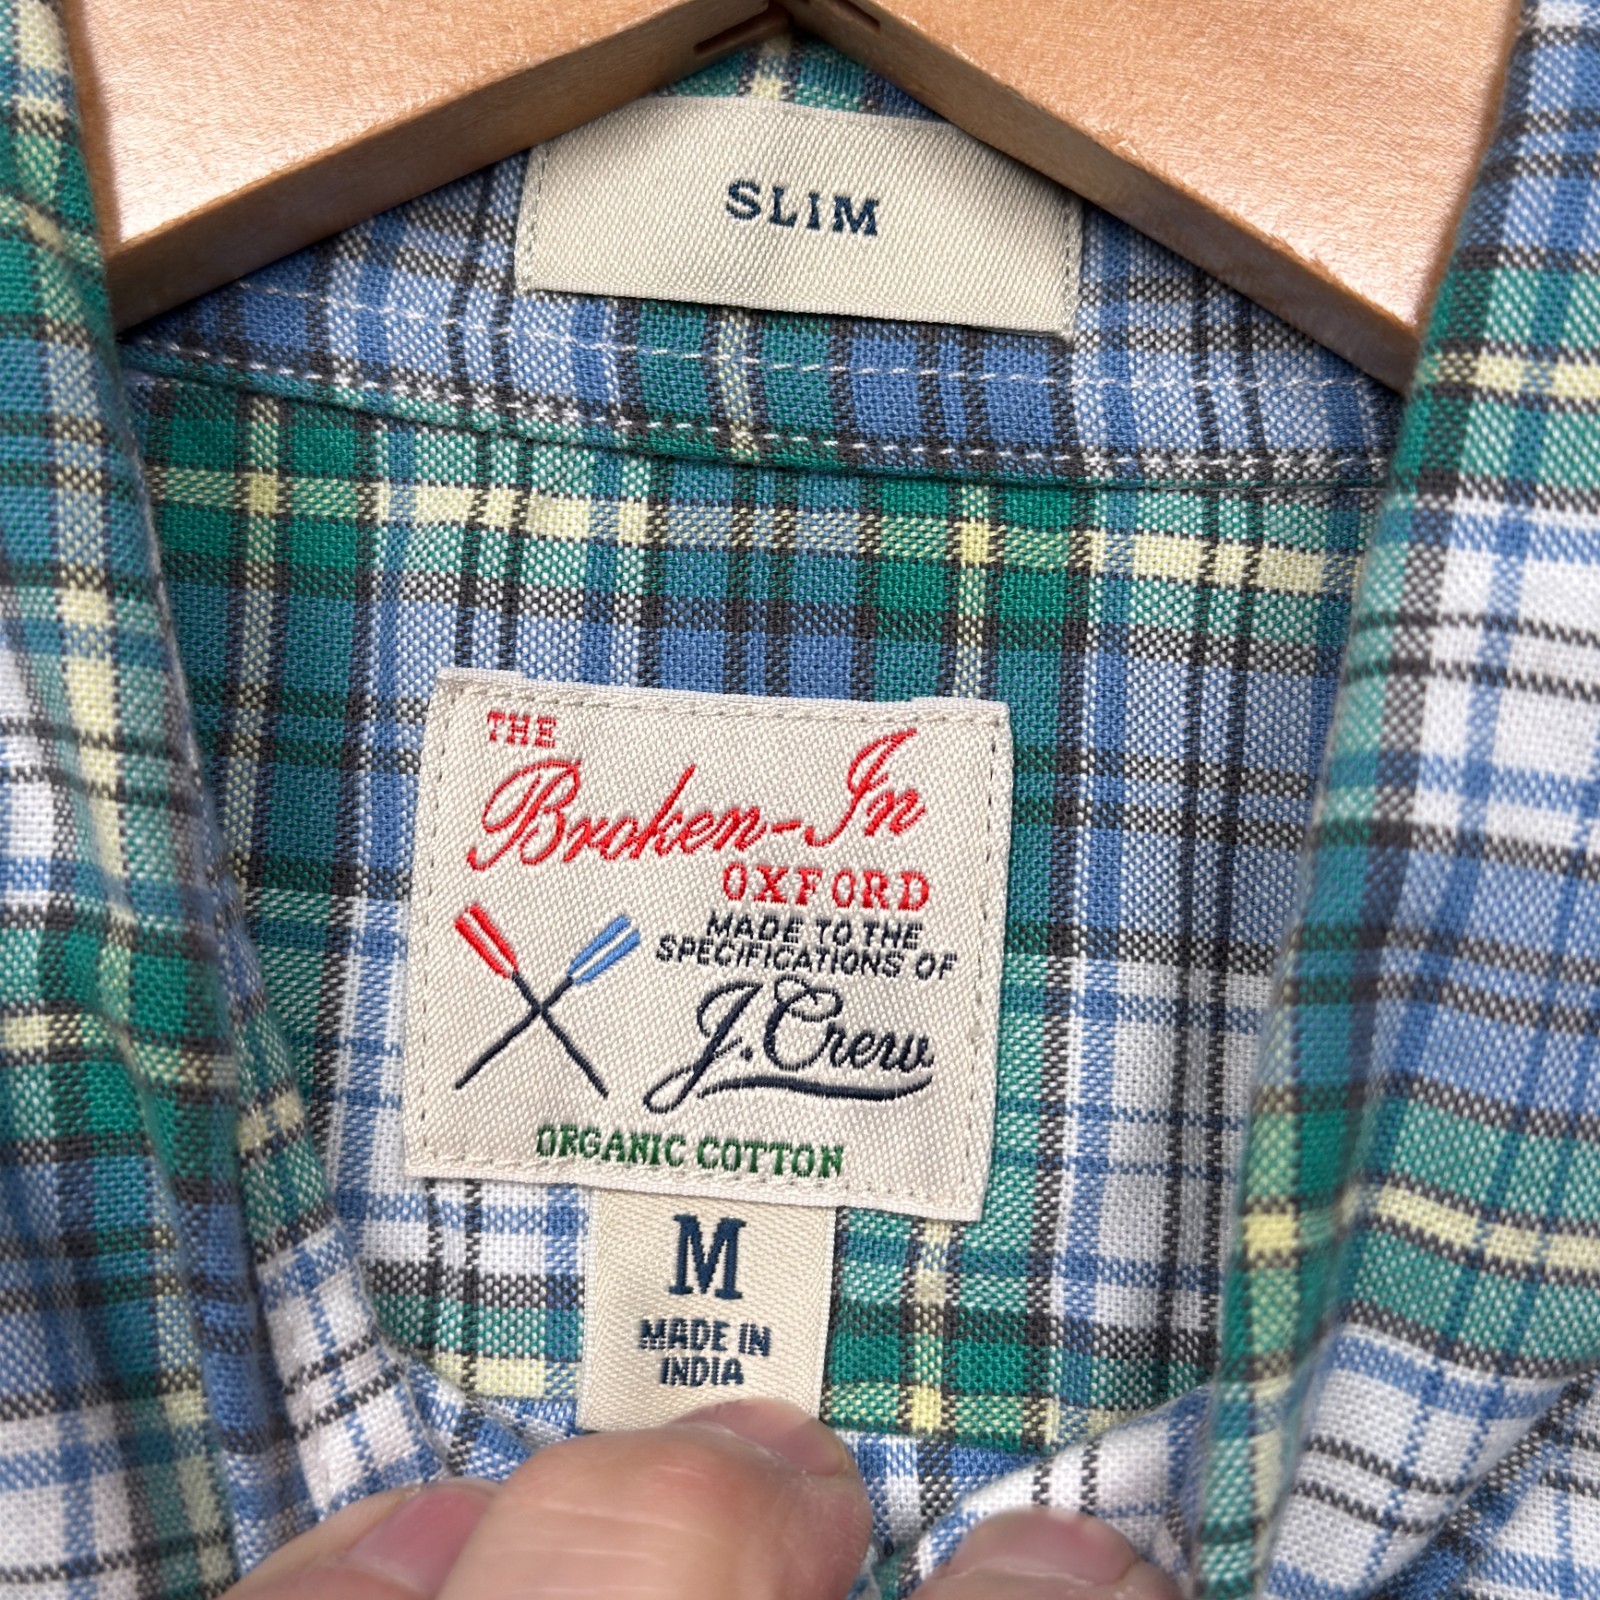 SLIM
THE
Broken-In
OXFORD
MADE TO THE
SPECIFICATIONS OF
J.Crew
ORGANIC COTTON
M
MADE IN
INDIA